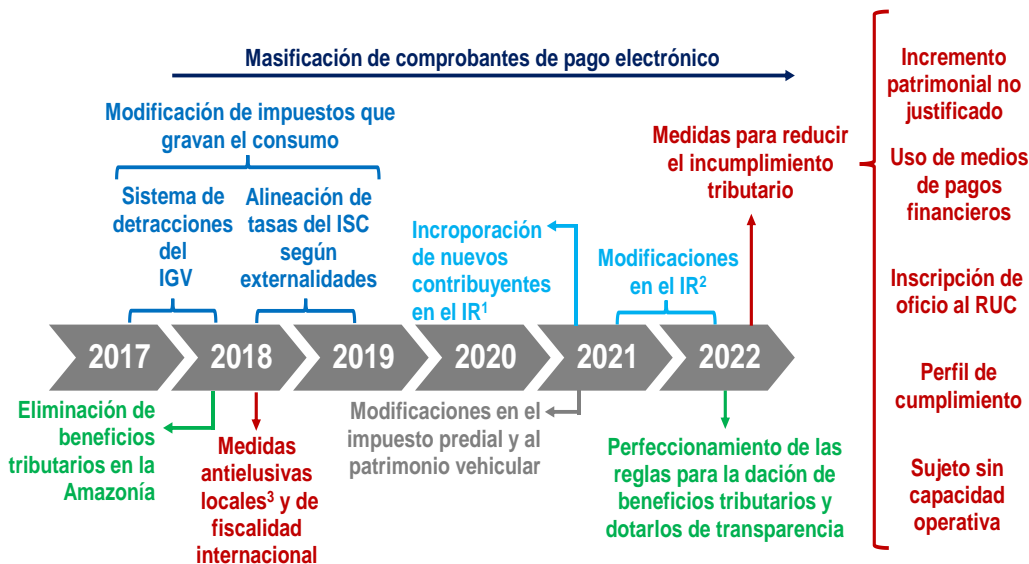 Masificación de comprobantes de pago electrónico
Modificación de impuestos que
gravan el consumo
Sistema de
detracciones
del
IGV
Alineación de
tasas del ISC
según
externalidades
Incroporación
de nuevos
contribuyentes
en el IR¹
Modificaciones
en el IR²
Medidas para reducir
el incumplimiento
tributario
2017
2018
2019
2020
2021
2022
Eliminación de
beneficios
tributarios en la
Amazonía
Medidas
antielusivas
locales³ y de
fiscalidad
internacional
Modificaciones en el
impuesto predial y al
patrimonio vehicular
Perfeccionamiento de las
reglas para la dación de
beneficios tributarios y
dotarlos de transparencia
Incremento
patrimonial no
justificado
Uso de medios
de pagos
financieros
Inscripción de
oficio al RUC
Perfil de
cumplimiento
Sujeto sin
capacidad
operativa